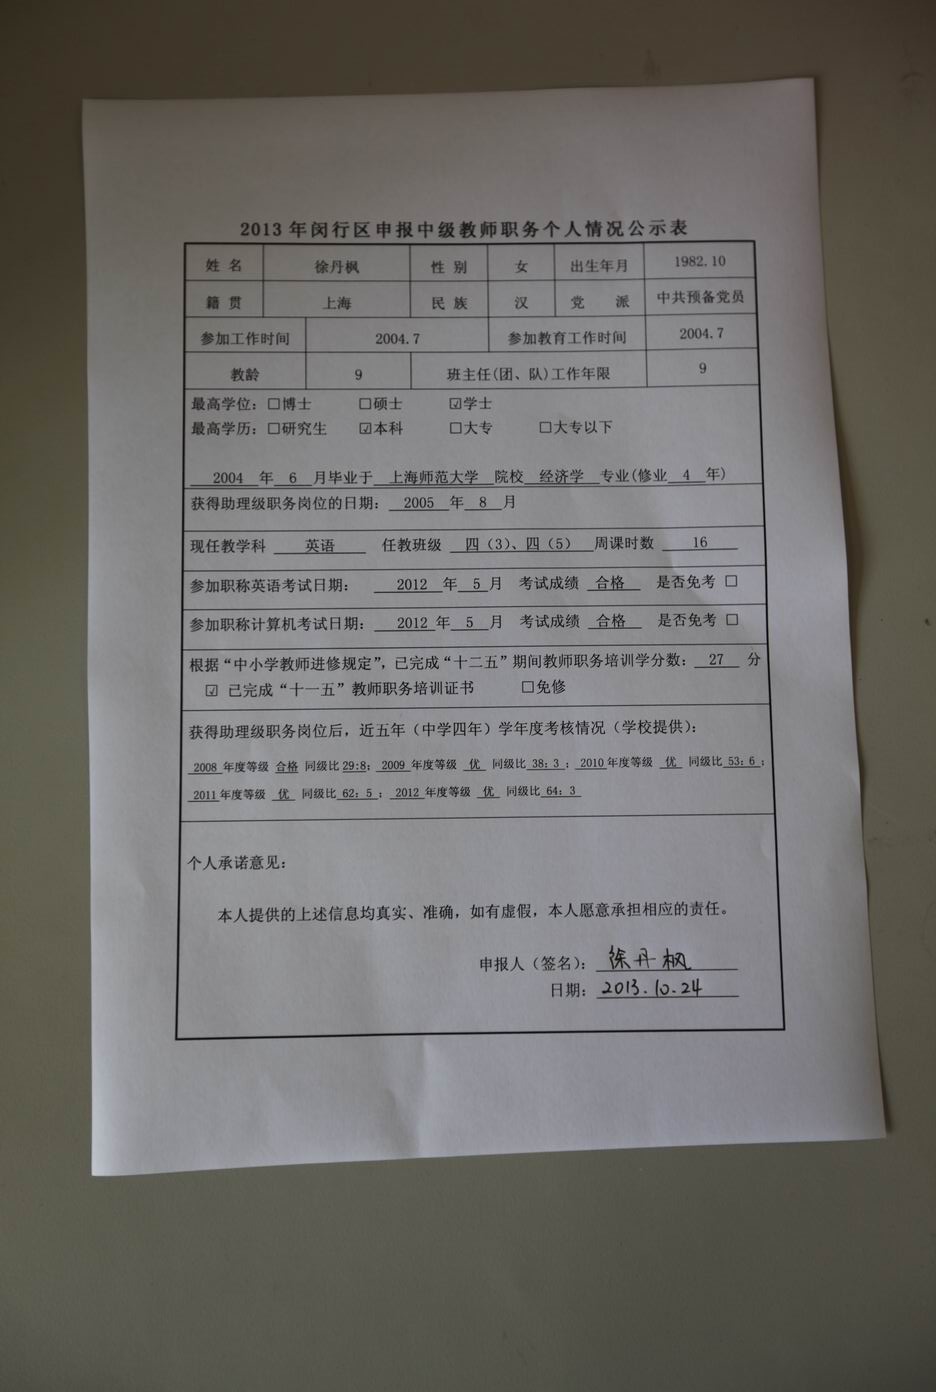 2013年闵行区申报中级教师职务个人情况公示表
姓 名 徐丹枫 性 别 女 出生年月 1982.10
籍 贯 上海 民 族 汉 党 派 中共预备党员
参加工作时间 2004.7 参加教育工作时间 2004.7
教龄 9 班主任(团、队)工作年限 9
最高学位：☐博士 ☐硕士 ☑学士
最高学历：☐研究生 ☑本科 ☐大专 ☐大专以下
2004 年 6 月毕业于 上海师范大学 院校 经济学 专业(修业 4 年)
获得助理级职务岗位的日期： 2005 年 8 月
现任教学科 英语 任教班级 四（3）、四（5） 周课时数 16
参加职称英语考试日期： 2012 年 5 月 考试成绩 合格 是否免考 ☐
参加职称计算机考试日期： 2012 年 5 月 考试成绩 合格 是否免考 ☐
根据“中小学教师进修规定”，已完成“十二五”期间教师职务培训学分数： 27 分
☑ 已完成“十一五”教师职务培训证书 ☐免修
获得助理级职务岗位后，近五年（中学四年）学年度考核情况（学校提供）：
2008 年度等级 合格 同级比 29:8；2009 年度等级 优 同级比 38：3；2010 年度等级 优 同级比 53：6；
2011 年度等级 优 同级比 62：5；2012 年度等级 优 同级比 64：3
个人承诺意见：
本人提供的上述信息均真实、准确，如有虚假，本人愿意承担相应的责任。
申报人（签名）： 徐丹枫
日期： 2013.10.24